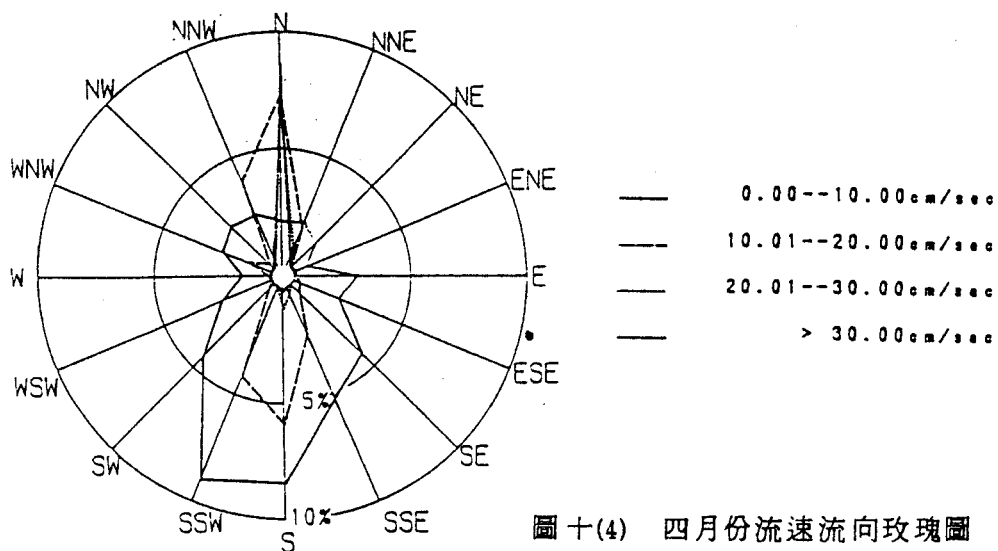 N
NNW
NNE
NW
NE
WNW
ENE
W
E
WSW
ESE
SW
SE
SSW
SSE
S
5%
10%
0.00--10.00cm/sec
10.01--20.00cm/sec
20.01--30.00cm/sec
> 30.00cm/sec
圖十(4) 四月份流速流向玫瑰圖